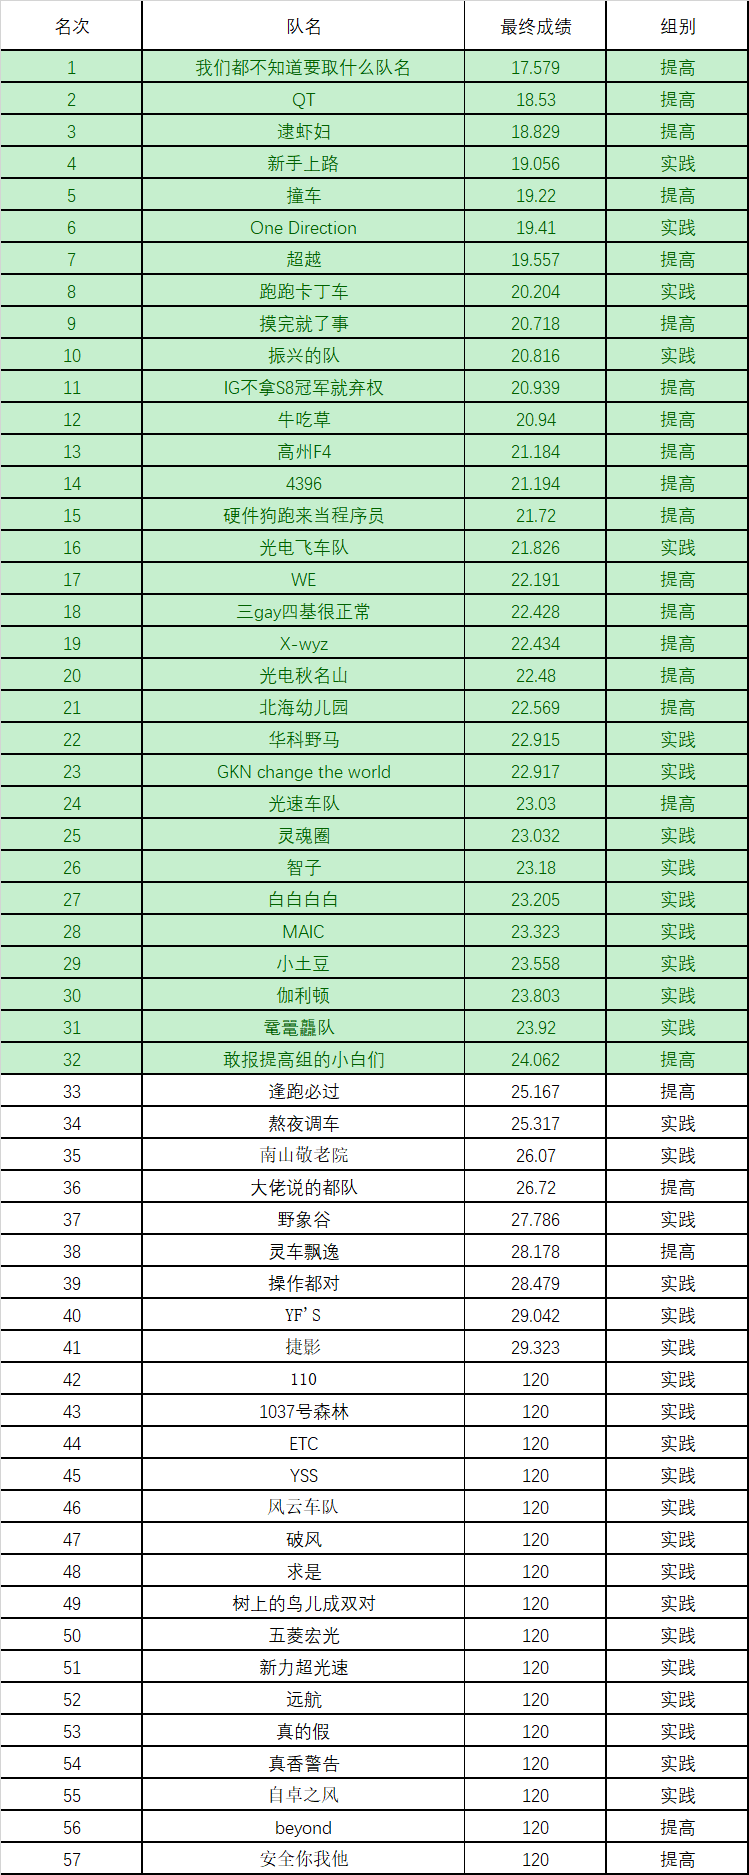 名次 队名 最终成绩 组别
1 我们都不知道要取什么队名 17.579 提高
2 QT 18.53 提高
3 逮虾妇 18.829 提高
4 新手上路 19.056 实践
5 撞车 19.22 提高
6 One Direction 19.41 实践
7 超越 19.557 提高
8 跑跑卡丁车 20.204 实践
9 摸完就了事 20.718 提高
10 振兴的队 20.816 实践
11 IG不拿S8冠军就弃权 20.939 提高
12 牛吃草 20.94 提高
13 高州F4 21.184 提高
14 4396 21.194 提高
15 硬件狗跑来当程序员 21.72 提高
16 光电飞车队 21.826 实践
17 WE 22.191 提高
18 三gay四基很正常 22.428 提高
19 X-wyz 22.434 提高
20 光电秋名山 22.48 提高
21 北海幼儿园 22.569 提高
22 华科野马 22.915 实践
23 GKN change the world 22.917 实践
24 光速车队 23.03 提高
25 灵魂圈 23.032 实践
26 智子 23.18 实践
27 白白白白 23.205 实践
28 MAIC 23.323 实践
29 小土豆 23.558 实践
30 伽利顿 23.803 实践
31 队 23.92 实践
32 敢报提高组的小白们 24.062 提高
33 逢跑必过 25.167 提高
34 熬夜调车 25.317 实践
35 南山敬老院 26.07 实践
36 大佬说的都队 26.72 提高
37 野象谷 27.786 实践
38 灵车飘逸 28.178 提高
39 操作都对 28.479 实践
40 YF'S 29.042 实践
41 捷影 29.323 实践
42 110 120 实践
43 1037号森林 120 实践
44 ETC 120 实践
45 YSS 120 实践
46 风云车队 120 实践
47 破风 120 实践
48 求是 120 实践
49 树上的鸟儿成双对 120 实践
50 五菱宏光 120 实践
51 新力超光速 120 实践
52 远航 120 实践
53 真的假 120 实践
54 真香警告 120 实践
55 自卓之风 120 实践
56 beyond 120 提高
57 安全你我他 120 提高